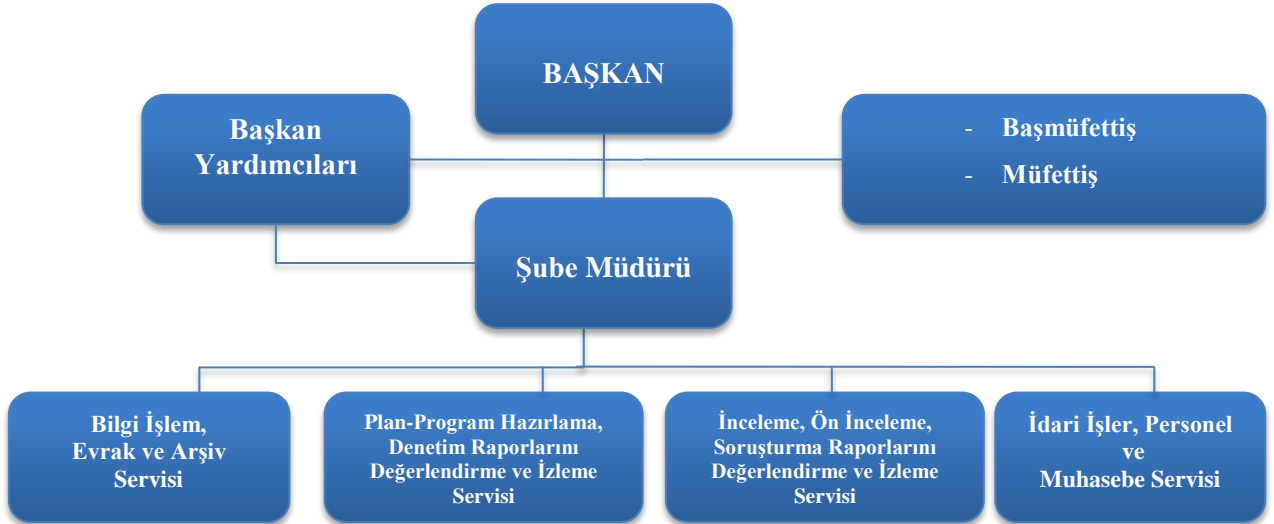 BAŞKAN
Başkan
Yardımcıları
- Başmüfettiş
- Müfettiş
Şube Müdürü
Bilgi İşlem,
Evrak ve Arşiv
Servisi
Plan-Program Hazırlama,
Denetim Raporlarını
Değerlendirme ve İzleme
Servisi
İnceleme, Ön İnceleme,
Soruşturma Raporlarını
Değerlendirme ve İzleme
Servisi
İdari İşler, Personel
ve
Muhasebe Servisi